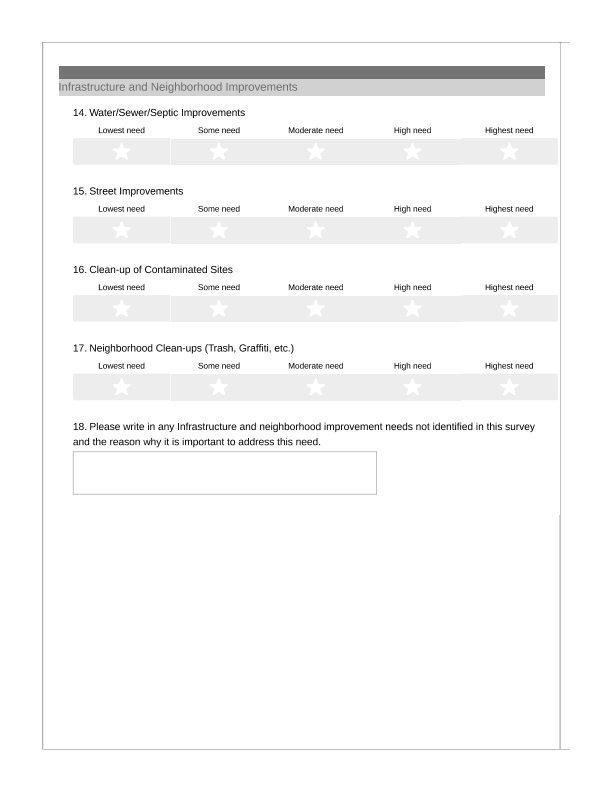 Infrastructure and Neighborhood Improvements
14. Water/Sewer/Septic Improvements
Lowest need Some need Moderate need High need Highest need
15. Street Improvements
Lowest need Some need Moderate need High need Highest need
16. Clean-up of Contaminated Sites
Lowest need Some need Moderate need High need Highest need
17. Neighborhood Clean-ups (Trash, Graffiti, etc.)
Lowest need Some need Moderate need High need Highest need
18. Please write in any Infrastructure and neighborhood improvement needs not identified in this survey
and the reason why it is important to address this need.